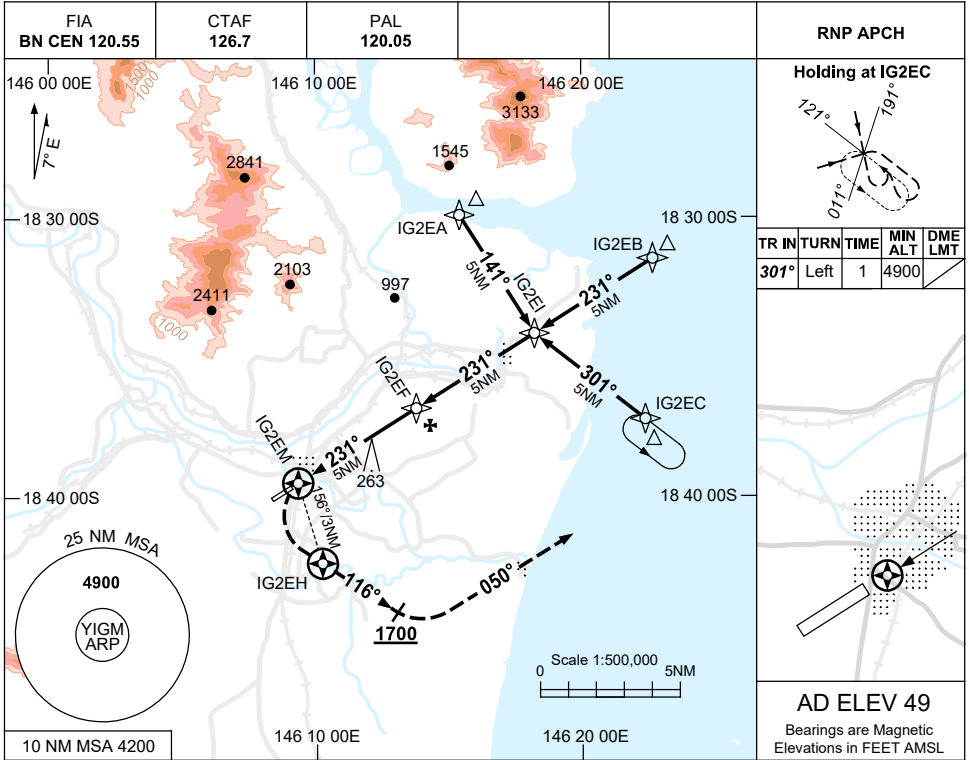 FIA
BN CEN 120.55
CTAF
126.7
PAL
120.05
RNP APCH
146 00 00E
146 10 00E
146 20 00E
1500
1000
7° E
3133
1545
2841
2103
2411
1000
997
18 30 00S
18 30 00S
IG2EA
IG2EB
141°
5NM
IG2EI
231°
5NM
231°
5NM
301°
5NM
IG2EF
IG2EC
231°
5NM
263
IG2EM
156°/3NM
18 40 00S
18 40 00S
IG2EH
116°
050°
1700
25 NM MSA
4900
YIGM
ARP
10 NM MSA 4200
Scale 1:500,000
0
5NM
146 10 00E
146 20 00E
Holding at IG2EC
121°
191°
011°
TR IN TURN TIME MIN ALT DME LMT
301° Left 1 4900
AD ELEV 49
Bearings are Magnetic
Elevations in FEET AMSL